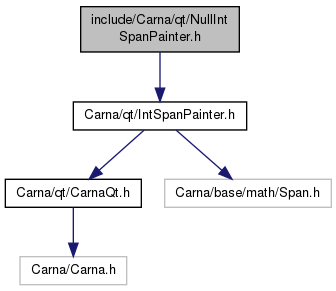 include/Carna/qt/NullInt
SpanPainter.h
Carna/qt/IntSpanPainter.h
Carna/qt/CarnaQt.h
Carna/base/math/Span.h
Carna/Carna.h